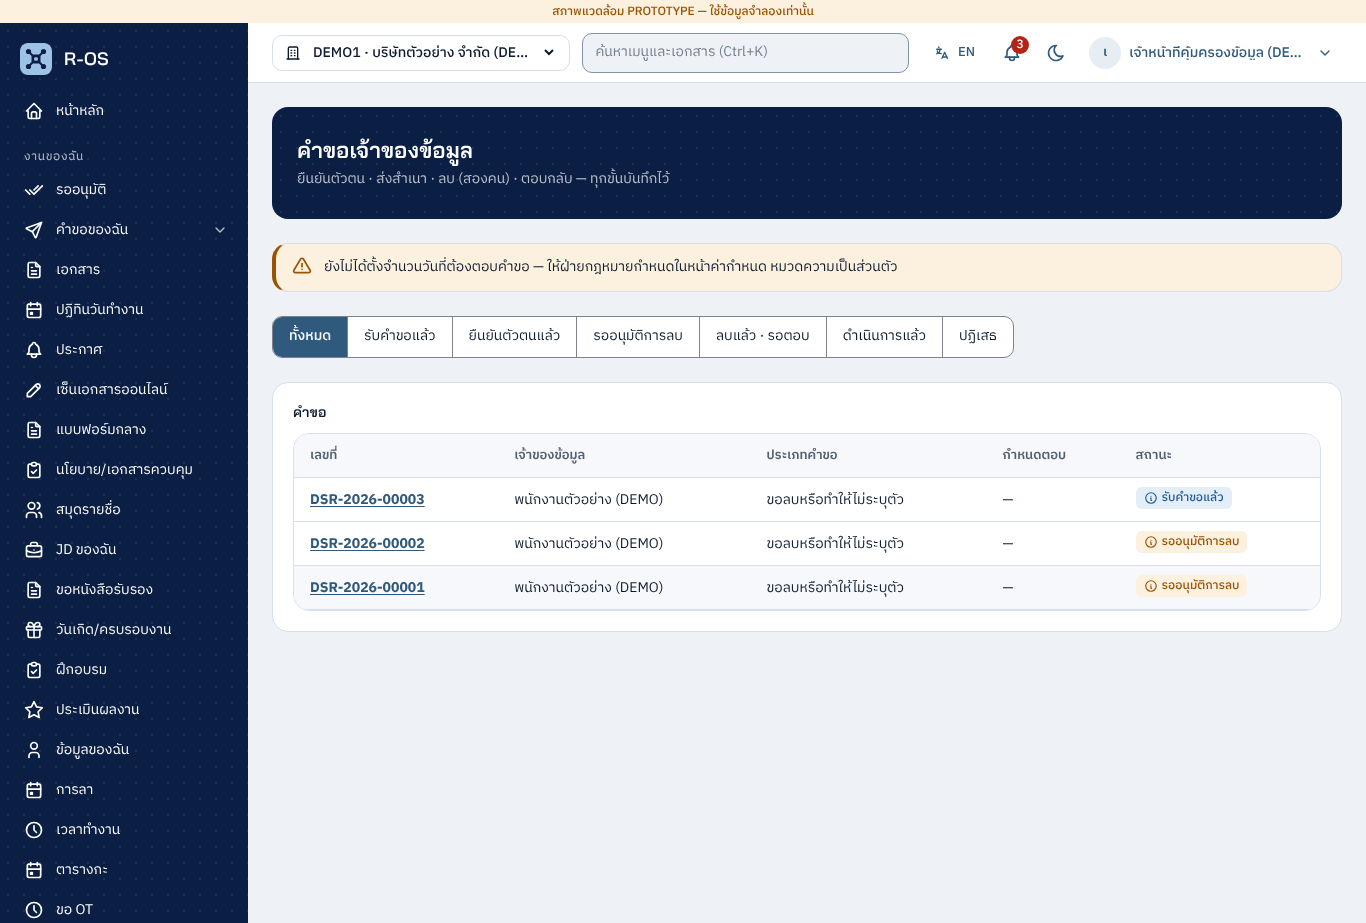 สภาพแวดล้อม PROTOTYPE — ใช้ข้อมูลจำลองเท่านั้น
R-OS
DEMO1 · บริษัทตัวอย่าง จำกัด (DE...
ค้นหาเมนูและเอกสาร (Ctrl+K)
EN
3
เ
เจ้าหน้าที่คุ้มครองข้อมูล (DE...
หน้าหลัก
งานของฉัน
รออนุมัติ
คำขอของฉัน
เอกสาร
ปฏิทินวันทำงาน
ประกาศ
เซ็นเอกสารออนไลน์
แบบฟอร์มกลาง
นโยบาย/เอกสารควบคุม
สมุดรายชื่อ
JD ของฉัน
ขอหนังสือรับรอง
วันเกิด/ครบรอบงาน
ฝึกอบรม
ประเมินผลงาน
ข้อมูลของฉัน
การลา
เวลาทำงาน
ตารางกะ
ขอ OT
คำขอเจ้าของข้อมูล
ยืนยันตัวตน · ส่งสำเนา · ลบ (สองคน) · ตอบกลับ — ทุกขั้นบันทึกไว้
ยังไม่ได้ตั้งจำนวนวันที่ต้องตอบคำขอ — ให้ฝ่ายกฎหมายกำหนดในหน้าค่ากำหนด หมวดความเป็นส่วนตัว
ทั้งหมด รับคำขอแล้ว ยืนยันตัวตนแล้ว รออนุมัติการลบ ลบแล้ว · รอตอบ ดำเนินการแล้ว ปฏิเสธ
คำขอ
เลขที่ เจ้าของข้อมูล ประเภทคำขอ กำหนดตอบ สถานะ
DSR-2026-00003 พนักงานตัวอย่าง (DEMO) ขอลบหรือทำให้ไม่ระบุตัว — รับคำขอแล้ว
DSR-2026-00002 พนักงานตัวอย่าง (DEMO) ขอลบหรือทำให้ไม่ระบุตัว — รออนุมัติการลบ
DSR-2026-00001 พนักงานตัวอย่าง (DEMO) ขอลบหรือทำให้ไม่ระบุตัว — รออนุมัติการลบ